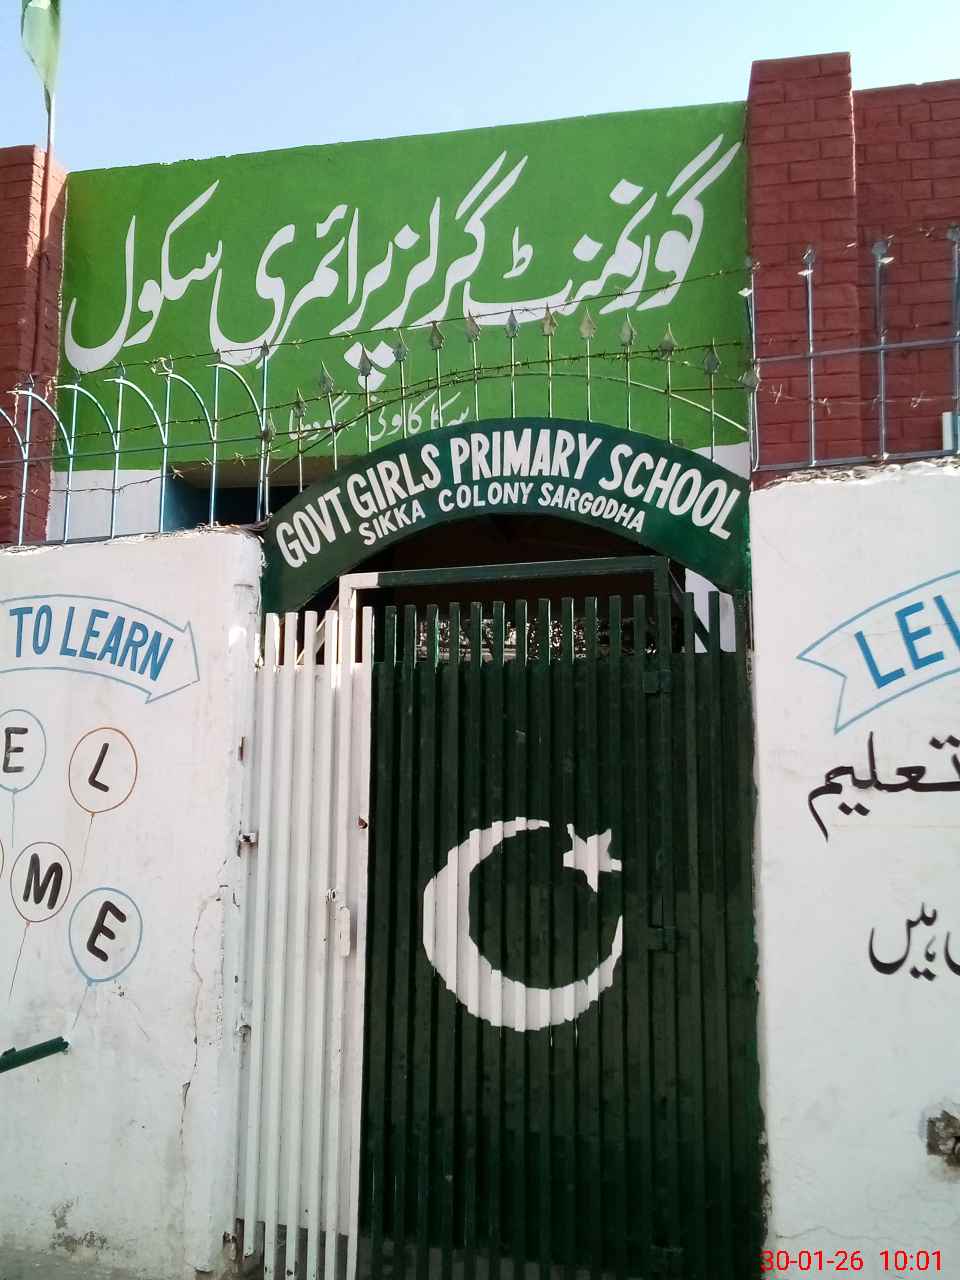 گورنمنٹ گرلز پرائمری سکول
GOVT GIRLS PRIMARY SCHOOL
SIKKA COLONY SARGODHA
TO LEARN
E L
M E
LE
تعلیم
ہیں
30-01-26 10:01